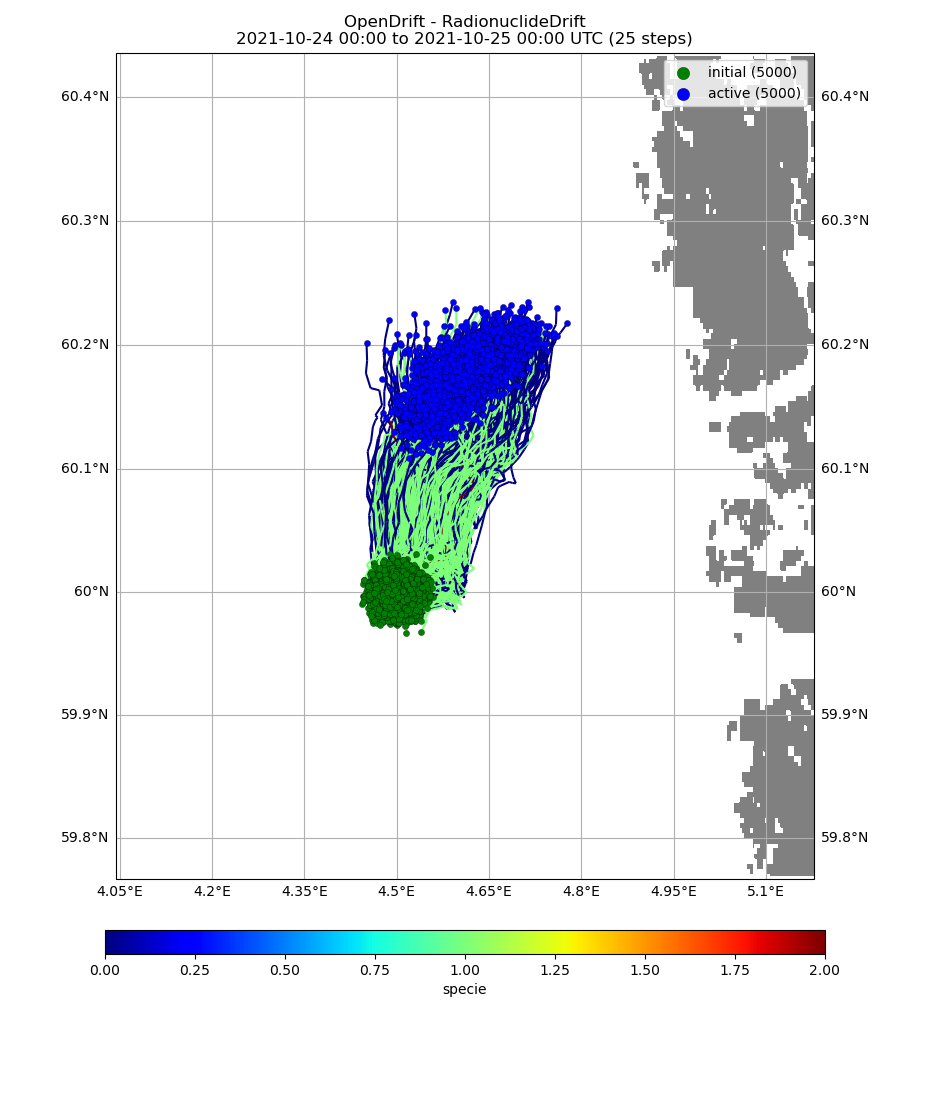 OpenDrift - RadionuclideDrift
2021-10-24 00:00 to 2021-10-25 00:00 UTC (25 steps)
initial (5000)
active (5000)
60.4°N 60.4°N
60.3°N 60.3°N
60.2°N 60.2°N
60.1°N 60.1°N
60°N 60°N
59.9°N 59.9°N
59.8°N 59.8°N
4.05°E 4.2°E 4.35°E 4.5°E 4.65°E 4.8°E 4.95°E 5.1°E
0.00 0.25 0.50 0.75 1.00 1.25 1.50 1.75 2.00
specie